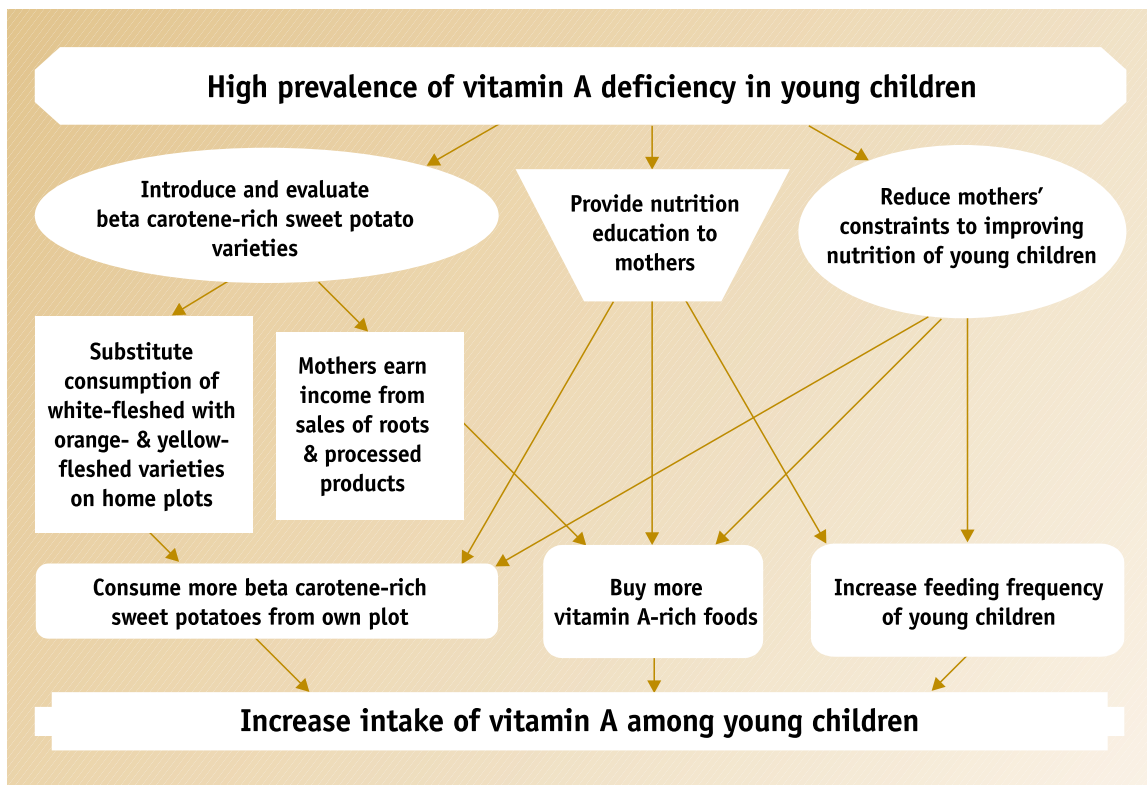 High prevalence of vitamin A deficiency in young children
Introduce and evaluate
beta carotene-rich sweet potato
varieties
Provide nutrition
education to
mothers
Reduce mothers’
constraints to improving
nutrition of young children
Substitute
consumption of
white-fleshed with
orange- & yellow-
fleshed varieties
on home plots
Mothers earn
income from
sales of roots
& processed
products
Consume more beta carotene-rich
sweet potatoes from own plot
Buy more
vitamin A-rich foods
Increase feeding frequency
of young children
Increase intake of vitamin A among young children